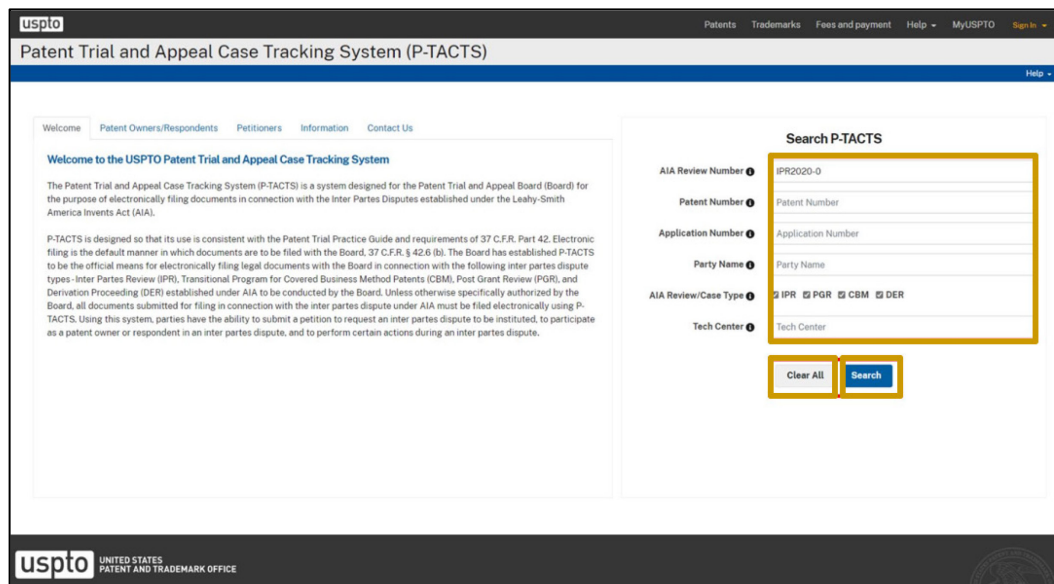 uspto
Patents Trademarks Fees and payment Help MyUSPTO Sign In
Patent Trial and Appeal Case Tracking System (P-TACTS)
Help
Welcome Patent Owners/Respondents Petitioners Information Contact Us
Welcome to the USPTO Patent Trial and Appeal Case Tracking System
The Patent Trial and Appeal Case Tracking System (P-TACTS) is a system designed for the Patent Trial and Appeal Board (Board) for
the purpose of electronically filing documents in connection with the Inter Partes Disputes established under the Leahy-Smith
America Invents Act (AIA).
P-TACTS is designed so that its use is consistent with the Patent Trial Practice Guide and requirements of 37 C.F.R. Part 42. Electronic
filing is the default manner in which documents are to be filed with the Board, 37 C.F.R. § 42.6 (b). The Board has established P-TACTS
to be the official means for electronically filing legal documents with the Board in connection with the following inter partes dispute
types - Inter Partes Review (IPR), Transitional Program for Covered Business Method Patents (CBM), Post Grant Review (PGR), and
Derivation Proceeding (DER) established under AIA to be conducted by the Board. Unless otherwise specifically authorized by the
Board, all documents submitted for filing in connection with the inter partes dispute under AIA must be filed electronically using P-
TACTS. Using this system, parties have the ability to submit a petition to request an inter partes dispute to be instituted, to participate
as a patent owner or respondent in an inter partes dispute, and to perform certain actions during an inter partes dispute.
Search P-TACTS
AIA Review Number IPR2020-0
Patent Number Patent Number
Application Number Application Number
Party Name Party Name
AIA Review/Case Type IPR PGR CBM DER
Tech Center Tech Center
Clear All Search
uspto UNITED STATES
PATENT AND TRADEMARK OFFICE